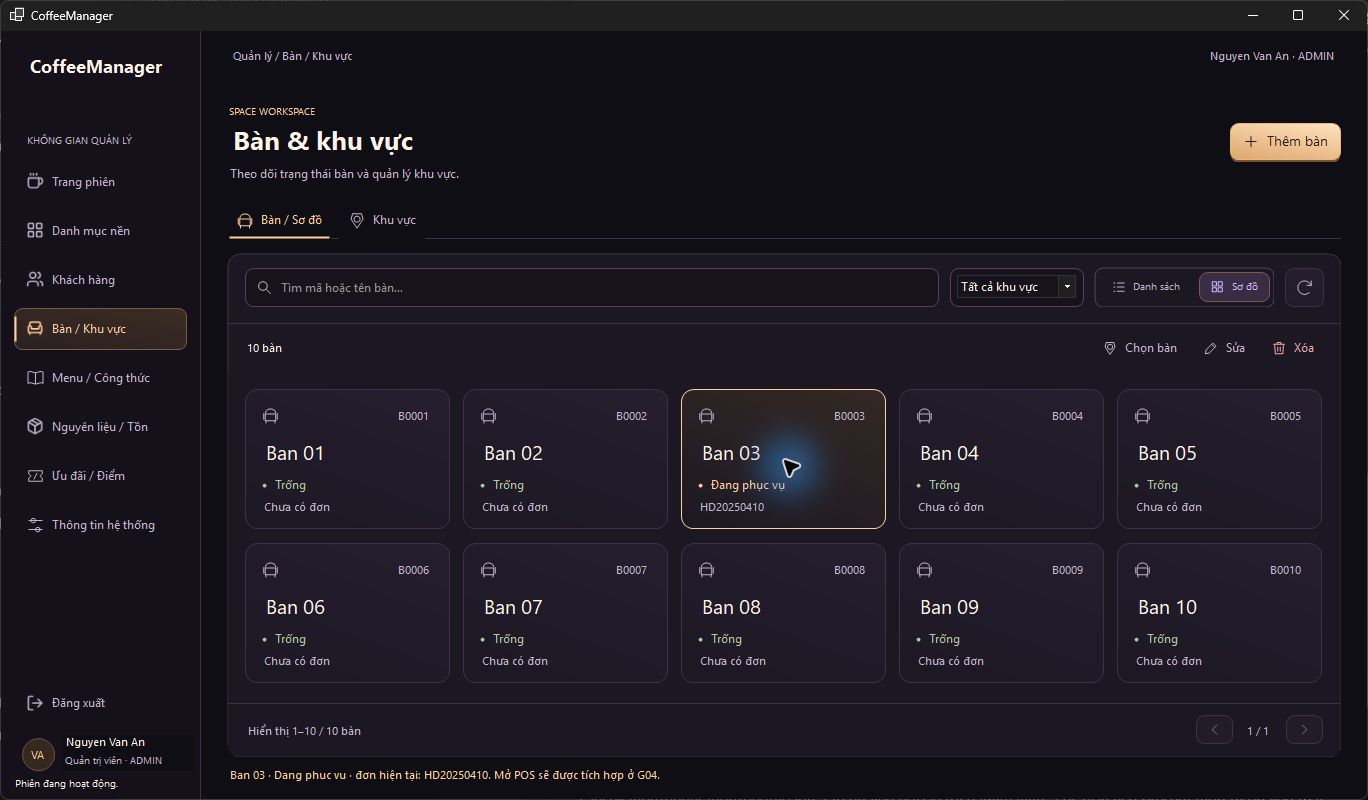 CoffeeManager
CoffeeManager
Quản lý / Bàn / Khu vực
Nguyen Van An · ADMIN
KHÔNG GIAN QUẢN LÝ
Trang phiên
Danh mục nền
Khách hàng
Bàn / Khu vực
Menu / Công thức
Nguyên liệu / Tồn
Ưu đãi / Điểm
Thông tin hệ thống
Đăng xuất
VA
Nguyen Van An
Quản trị viên · ADMIN
Phiên đang hoạt động.
SPACE WORKSPACE
Bàn & khu vực
Theo dõi trạng thái bàn và quản lý khu vực.
+ Thêm bàn
Bàn / Sơ đồ
Khu vực
Tìm mã hoặc tên bàn...
Tất cả khu vực
Danh sách
Sơ đồ
10 bàn
Chọn bàn
Sửa
Xóa
B0001
Ban 01
• Trống
Chưa có đơn
B0002
Ban 02
• Trống
Chưa có đơn
B0003
Ban 03
• Đang phục vụ
HD20250410
B0004
Ban 04
• Trống
Chưa có đơn
B0005
Ban 05
• Trống
Chưa có đơn
B0006
Ban 06
• Trống
Chưa có đơn
B0007
Ban 07
• Trống
Chưa có đơn
B0008
Ban 08
• Trống
Chưa có đơn
B0009
Ban 09
• Trống
Chưa có đơn
B0010
Ban 10
• Trống
Chưa có đơn
Hiển thị 1–10 / 10 bàn
1 / 1
Ban 03 · Dang phuc vu · đơn hiện tại: HD20250410. Mở POS sẽ được tích hợp ở G04.